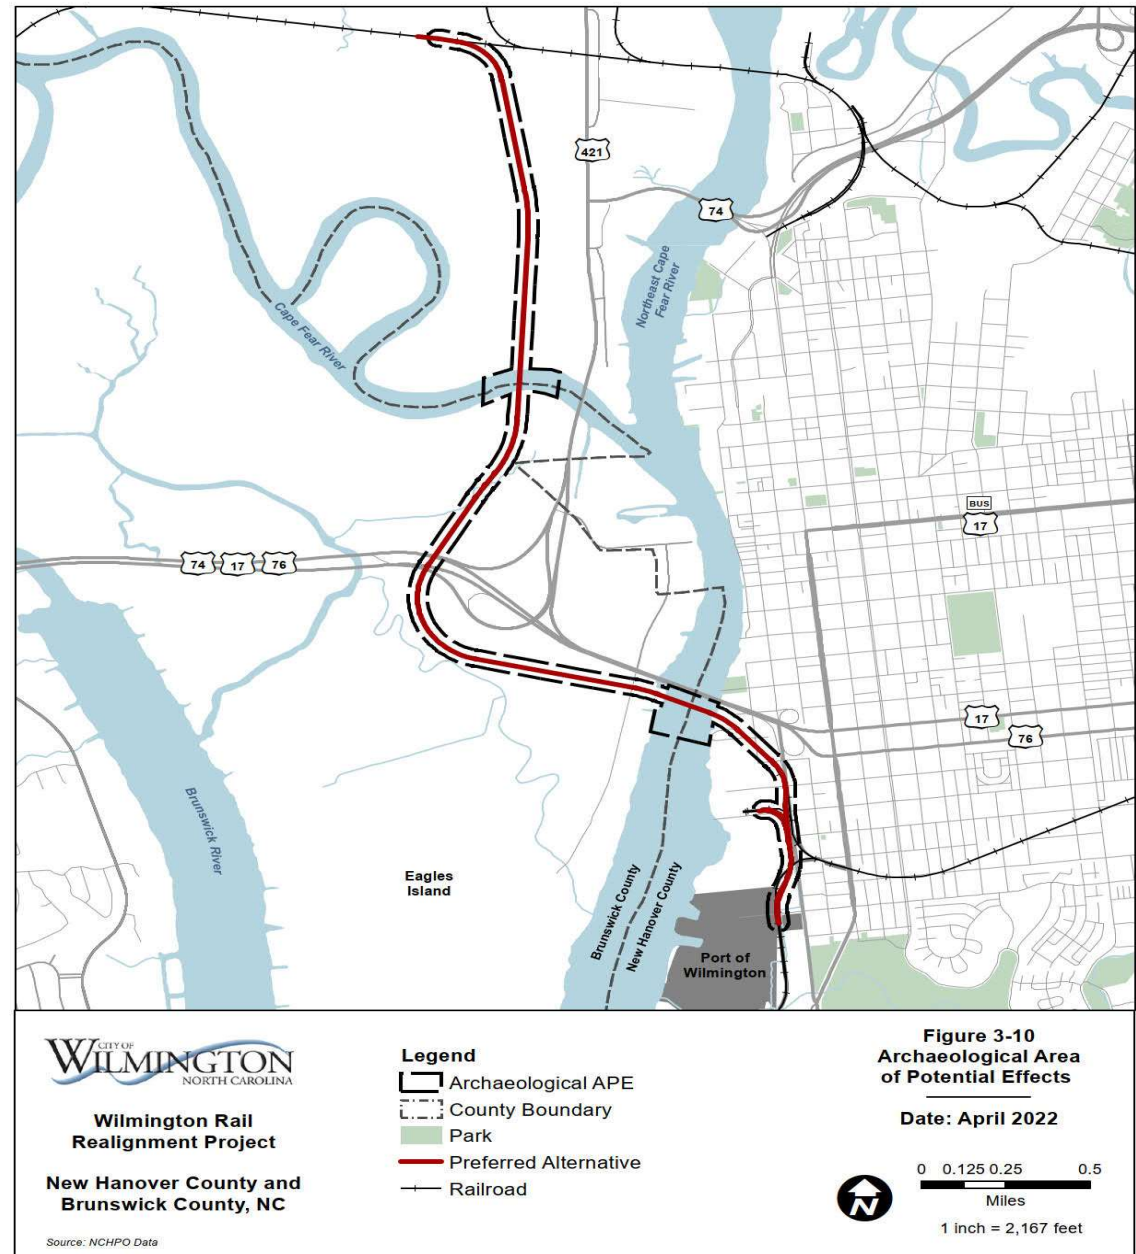 421
74
Northeast Cape
Fear River
Cape Fear River
BUS
17
74
17
76
17
76
Brunswick River
Eagles
Island
Brunswick County
New Hanover County
Port of
Wilmington
CITY OF
WILMINGTON
NORTH CAROLINA
Wilmington Rail
Realignment Project
New Hanover County and
Brunswick County, NC
Source: NCHPO Data
Legend
Archaeological APE
County Boundary
Park
Preferred Alternative
Railroad
Figure 3-10
Archaeological Area
of Potential Effects
Date: April 2022
N
0 0.125 0.25 0.5
Miles
1 inch = 2,167 feet